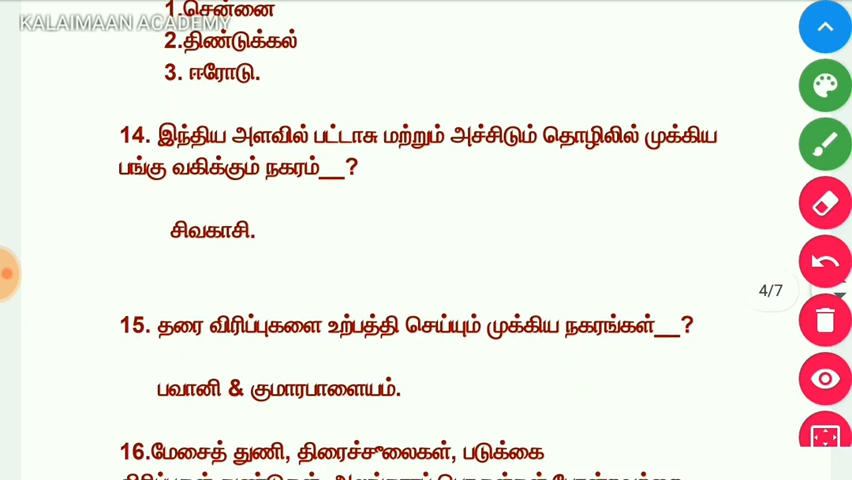 1.சென்னை
KALAIMAAN ACADEMY
2.திண்டுக்கல்
3. ஈரோடு.
14. இந்திய அளவில் பட்டாசு மற்றும் அச்சிடும் தொழிலில் முக்கிய
பங்கு வகிக்கும் நகரம்__?
சிவகாசி.
4/7
15. தரை விரிப்புகளை உற்பத்தி செய்யும் முக்கிய நகரங்கள்__?
பவானி & குமாரபாளையம்.
16.மேசைத் துணி, திரைச்சூலைகள், படுக்கை